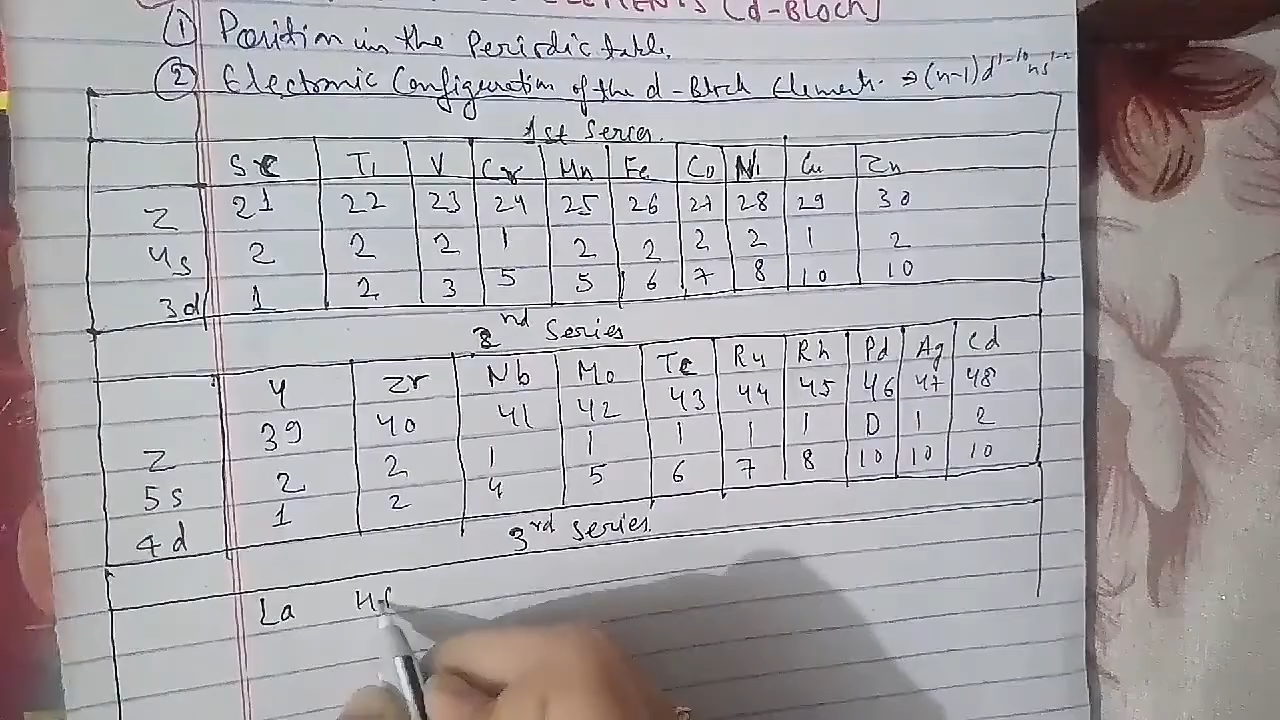 ELEMENTS (d-Block)
① Position in the Periodic table.
② Electronic Configuration of the d-Block Elements. ⇒ (n-1)d¹⁻¹⁰ns¹⁻²
1st Series.
Sc Ti V Cr Mn Fe Co Ni Cu Zn
Z 21 22 23 24 25 26 27 28 29 30
4s 2 2 2 1 2 2 2 2 1 2
3d 1 2 3 5 5 6 7 8 10 10
2nd Series
Y Zr Nb Mo Tc Ru Rh Pd Ag Cd
Z 39 40 41 42 43 44 45 46 47 48
5s 2 2 1 1 1 1 1 0 1 2
4d 1 2 4 5 6 7 8 10 10 10
3rd Series.
La Hf